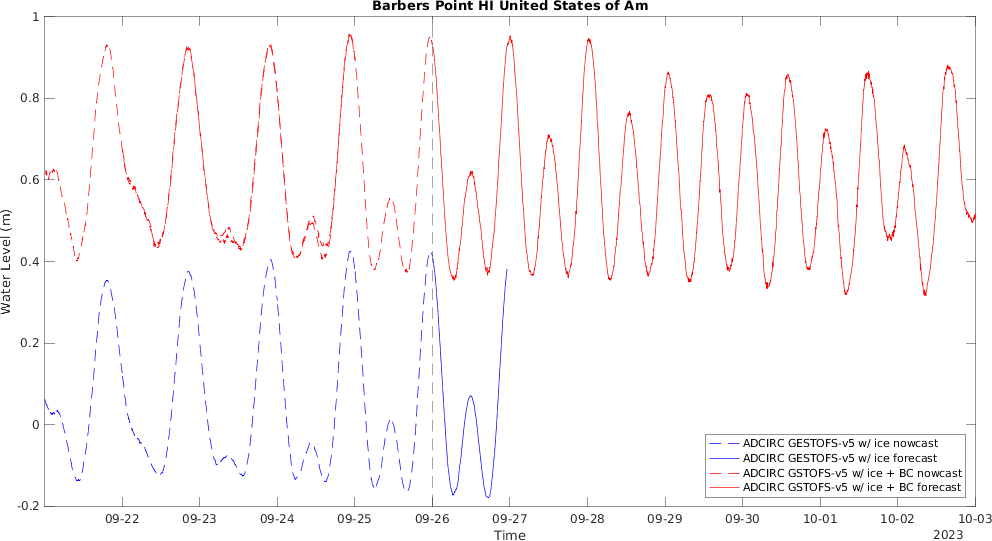 Barbers Point HI United States of Am
Water Level (m)
1
0.8
0.6
0.4
0.2
0
-0.2
ADCIRC GESTOFS-v5 w/ ice nowcast
ADCIRC GESTOFS-v5 w/ ice forecast
ADCIRC GSTOFS-v5 w/ ice + BC nowcast
ADCIRC GSTOFS-v5 w/ ice + BC forecast
09-22 09-23 09-24 09-25 09-26 09-27 09-28 09-29 09-30 10-01 10-02 10-03
Time
2023